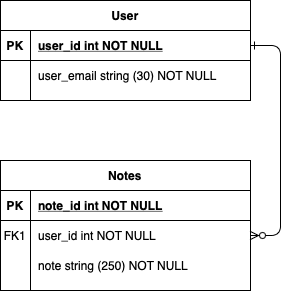 User
PK user_id int NOT NULL
user_email string (30) NOT NULL
Notes
PK note_id int NOT NULL
FK1 user_id int NOT NULL
note string (250) NOT NULL